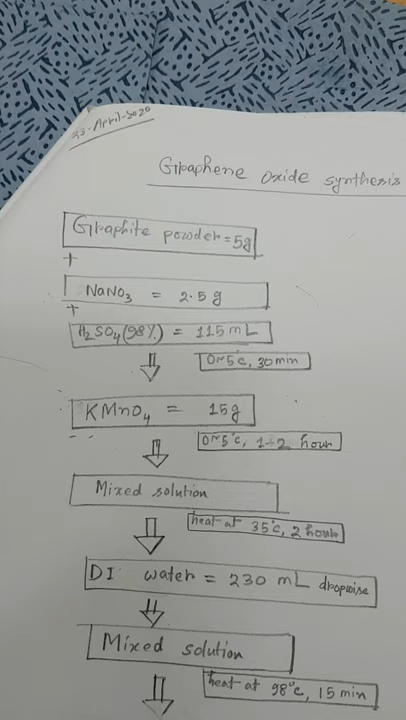 23-April-2020
Graphene Oxide synthesis
Graphite powder = 5g
+
NaNO₃ = 2.5 g
+
H₂SO₄ (98%) = 115 mL
0~5°c, 30 min
KMnO₄ = 15g
0~5°c, 1-2 hour
Mixed solution
heat at 35°c, 2 hours
DI water = 230 mL dropwise
Mixed solution
heat at 98°c, 15 min